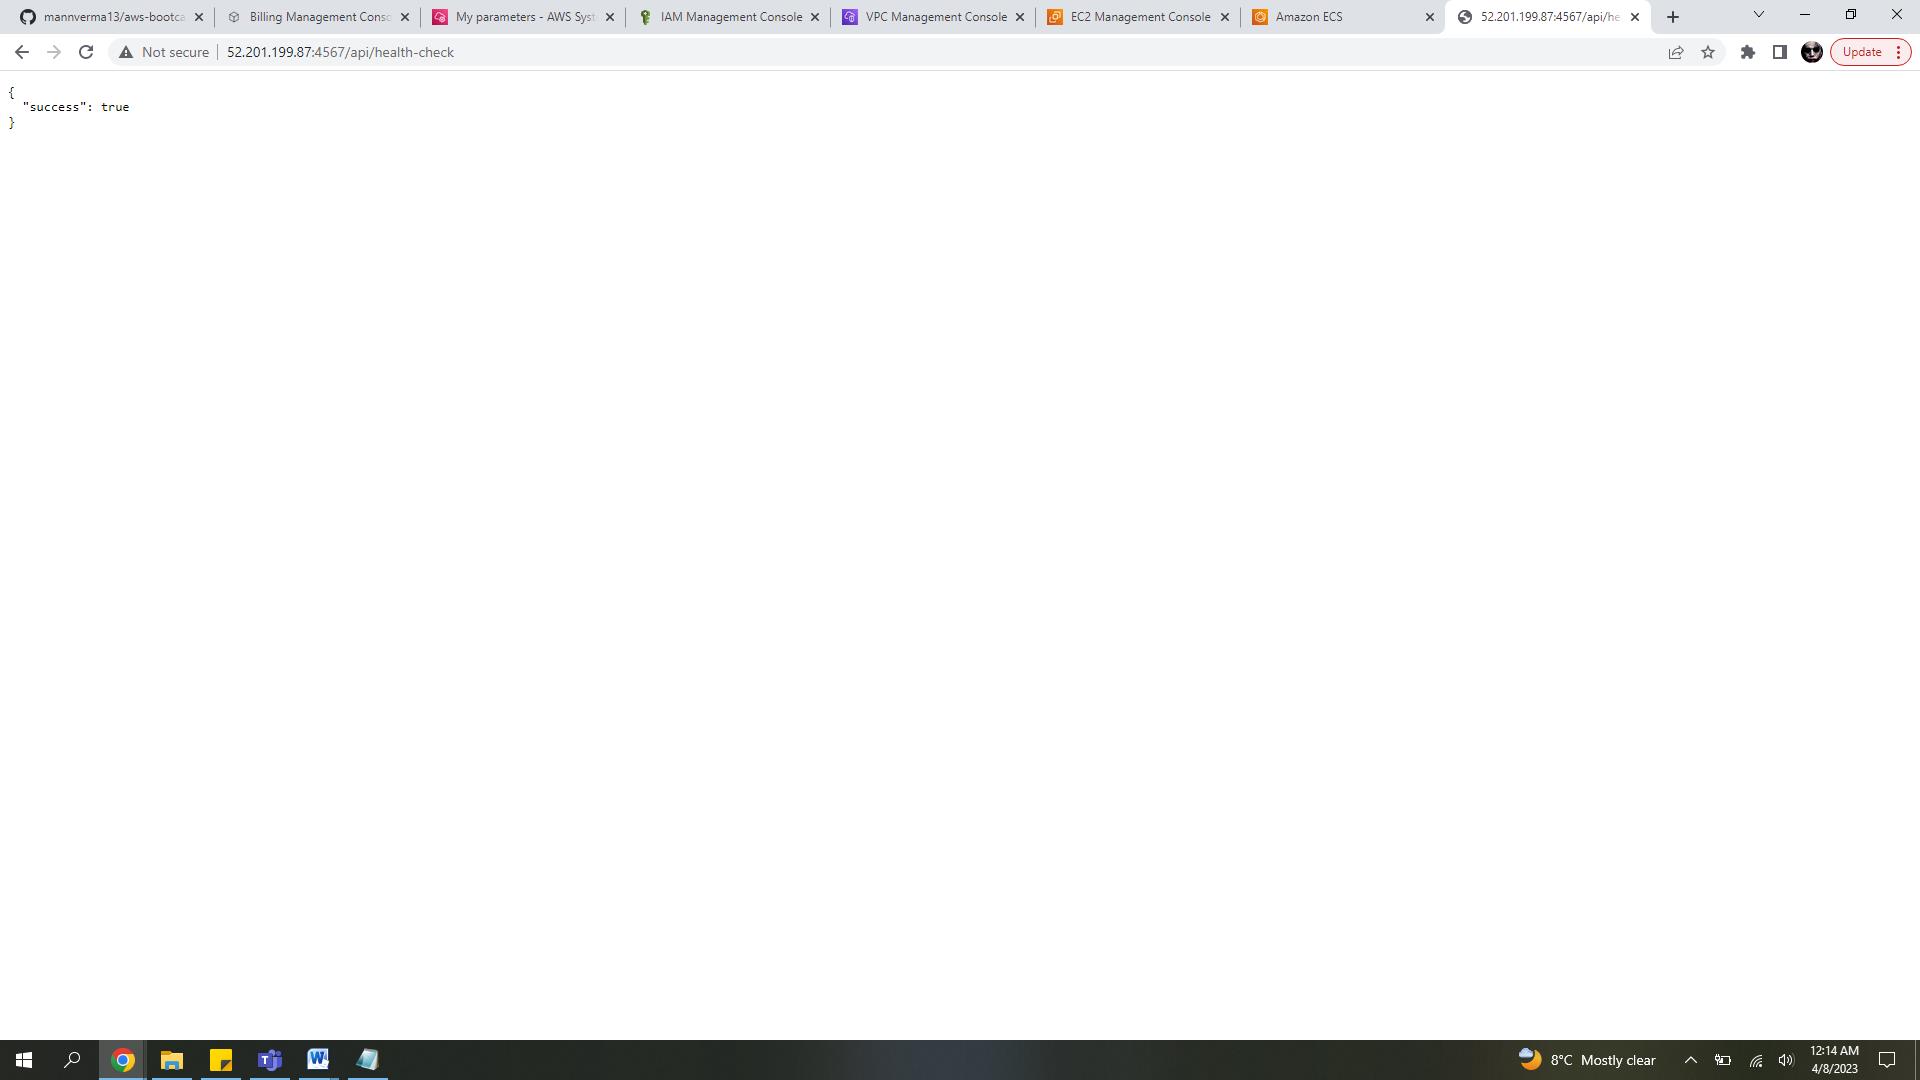 mannverma13/aws-bootca
Billing Management Consc
My parameters - AWS Syst
IAM Management Console
VPC Management Console
EC2 Management Console
Amazon ECS
52.201.199.87:4567/api/he
Not secure
52.201.199.87:4567/api/health-check
Update
{
"success": true
}
8°C Mostly clear
12:14 AM
4/8/2023